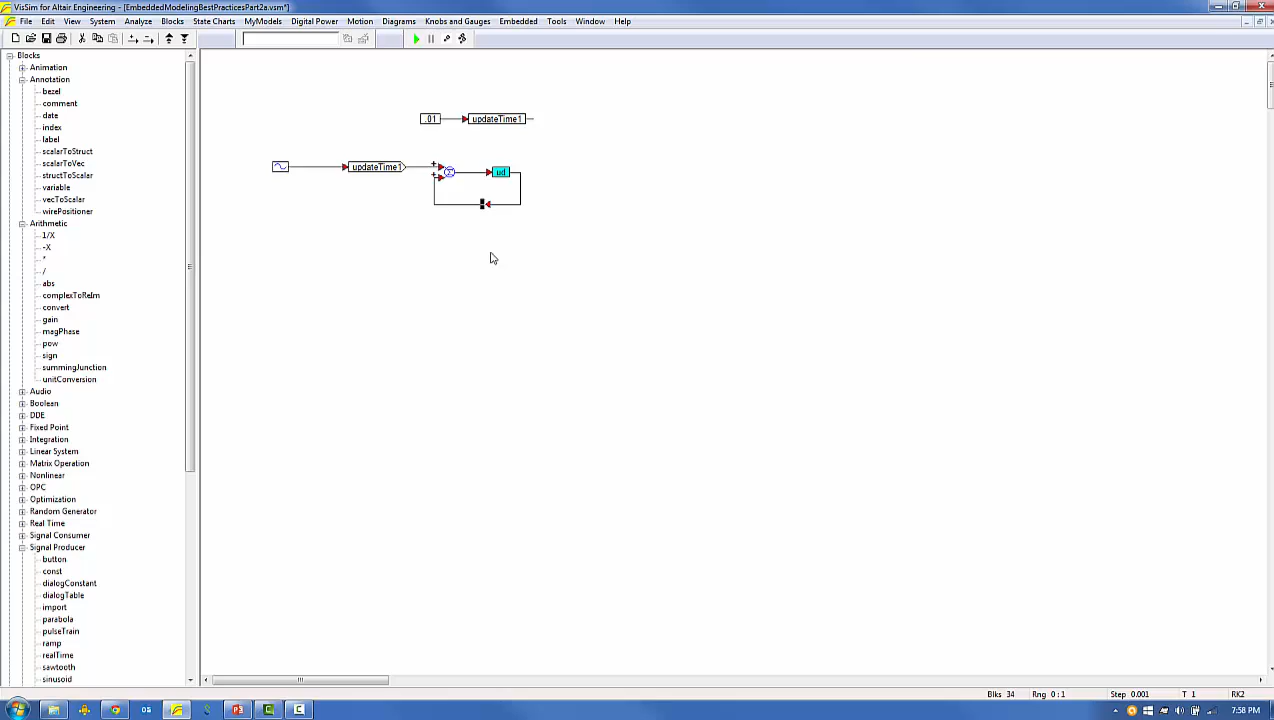 VisSim for Altair Engineering - [EmbeddedModelingBestPracticesPart2a.vsm*]
File Edit View System Analyze Blocks State Charts MyModels Digital Power Motion Diagrams Knobs and Gauges Embedded Tools Window Help
Blocks
Animation
Annotation
bezel
comment
date
index
label
scalarToStruct
scalarToVec
structToScalar
variable
vecToScalar
wirePositioner
Arithmetic
1/X
-X
*
/
abs
complexToReIm
convert
gain
magPhase
pow
sign
summingJunction
unitConversion
Audio
Boolean
DDE
Fixed Point
Integration
Linear System
Matrix Operation
Nonlinear
OPC
Optimization
Random Generator
Real Time
Signal Consumer
Signal Producer
button
const
dialogConstant
dialogTable
import
parabola
pulseTrain
ramp
realTime
sawtooth
sinusoid
.01 updateTime1
updateTime1 + Σ ud
+
Blks 34 Rng 0 : 1 Step 0.001 T 1 RK2
7:58 PM